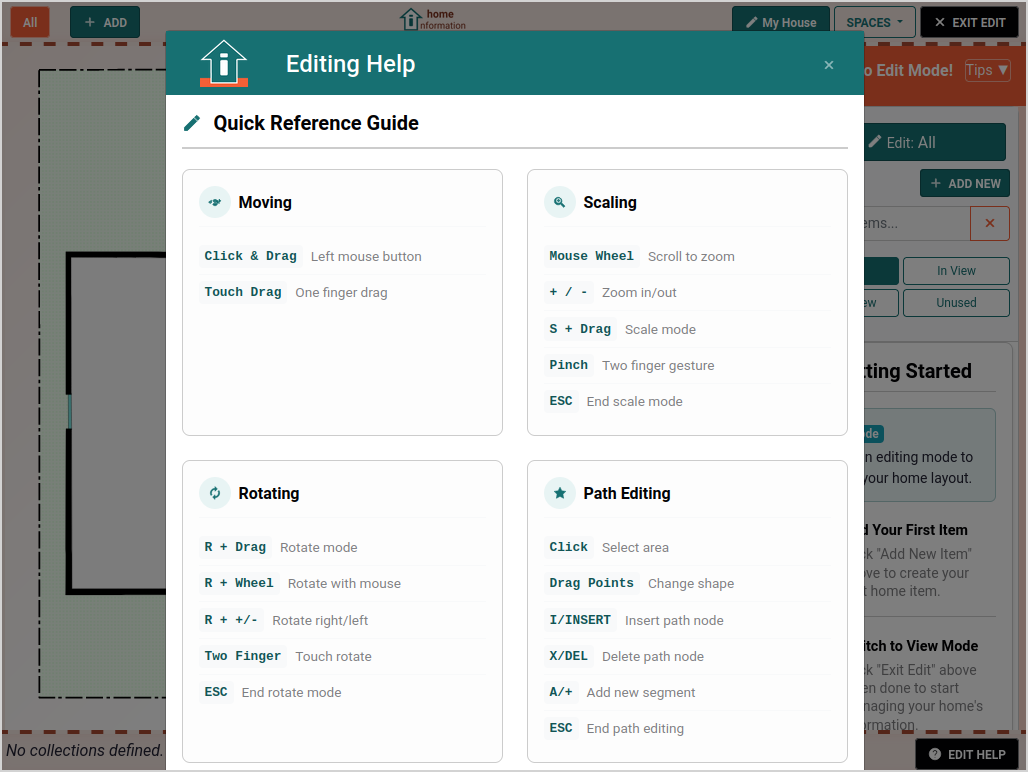 All
+ ADD
home
nformation
My House
SPACES
× EXIT EDIT
Editing Help
×
o Edit Mode!
Tips ▼
Quick Reference Guide
Edit: All
+ ADD NEW
ems...
×
In View
ew
Unused
Moving
Click & Drag Left mouse button
Touch Drag One finger drag
Scaling
Mouse Wheel Scroll to zoom
+ / - Zoom in/out
S + Drag Scale mode
Pinch Two finger gesture
ESC End scale mode
Rotating
R + Drag Rotate mode
R + Wheel Rotate with mouse
R + +/- Rotate right/left
Two Finger Touch rotate
ESC End rotate mode
Path Editing
Click Select area
Drag Points Change shape
I/INSERT Insert path node
X/DEL Delete path node
A/+ Add new segment
ESC End path editing
tting Started
de
n editing mode to
your home layout.
d Your First Item
ck "Add New Item"
ove to create your
t home item.
itch to View Mode
ck "Exit Edit" above
en done to start
naging your home's
ormation.
No collections defined.
EDIT HELP